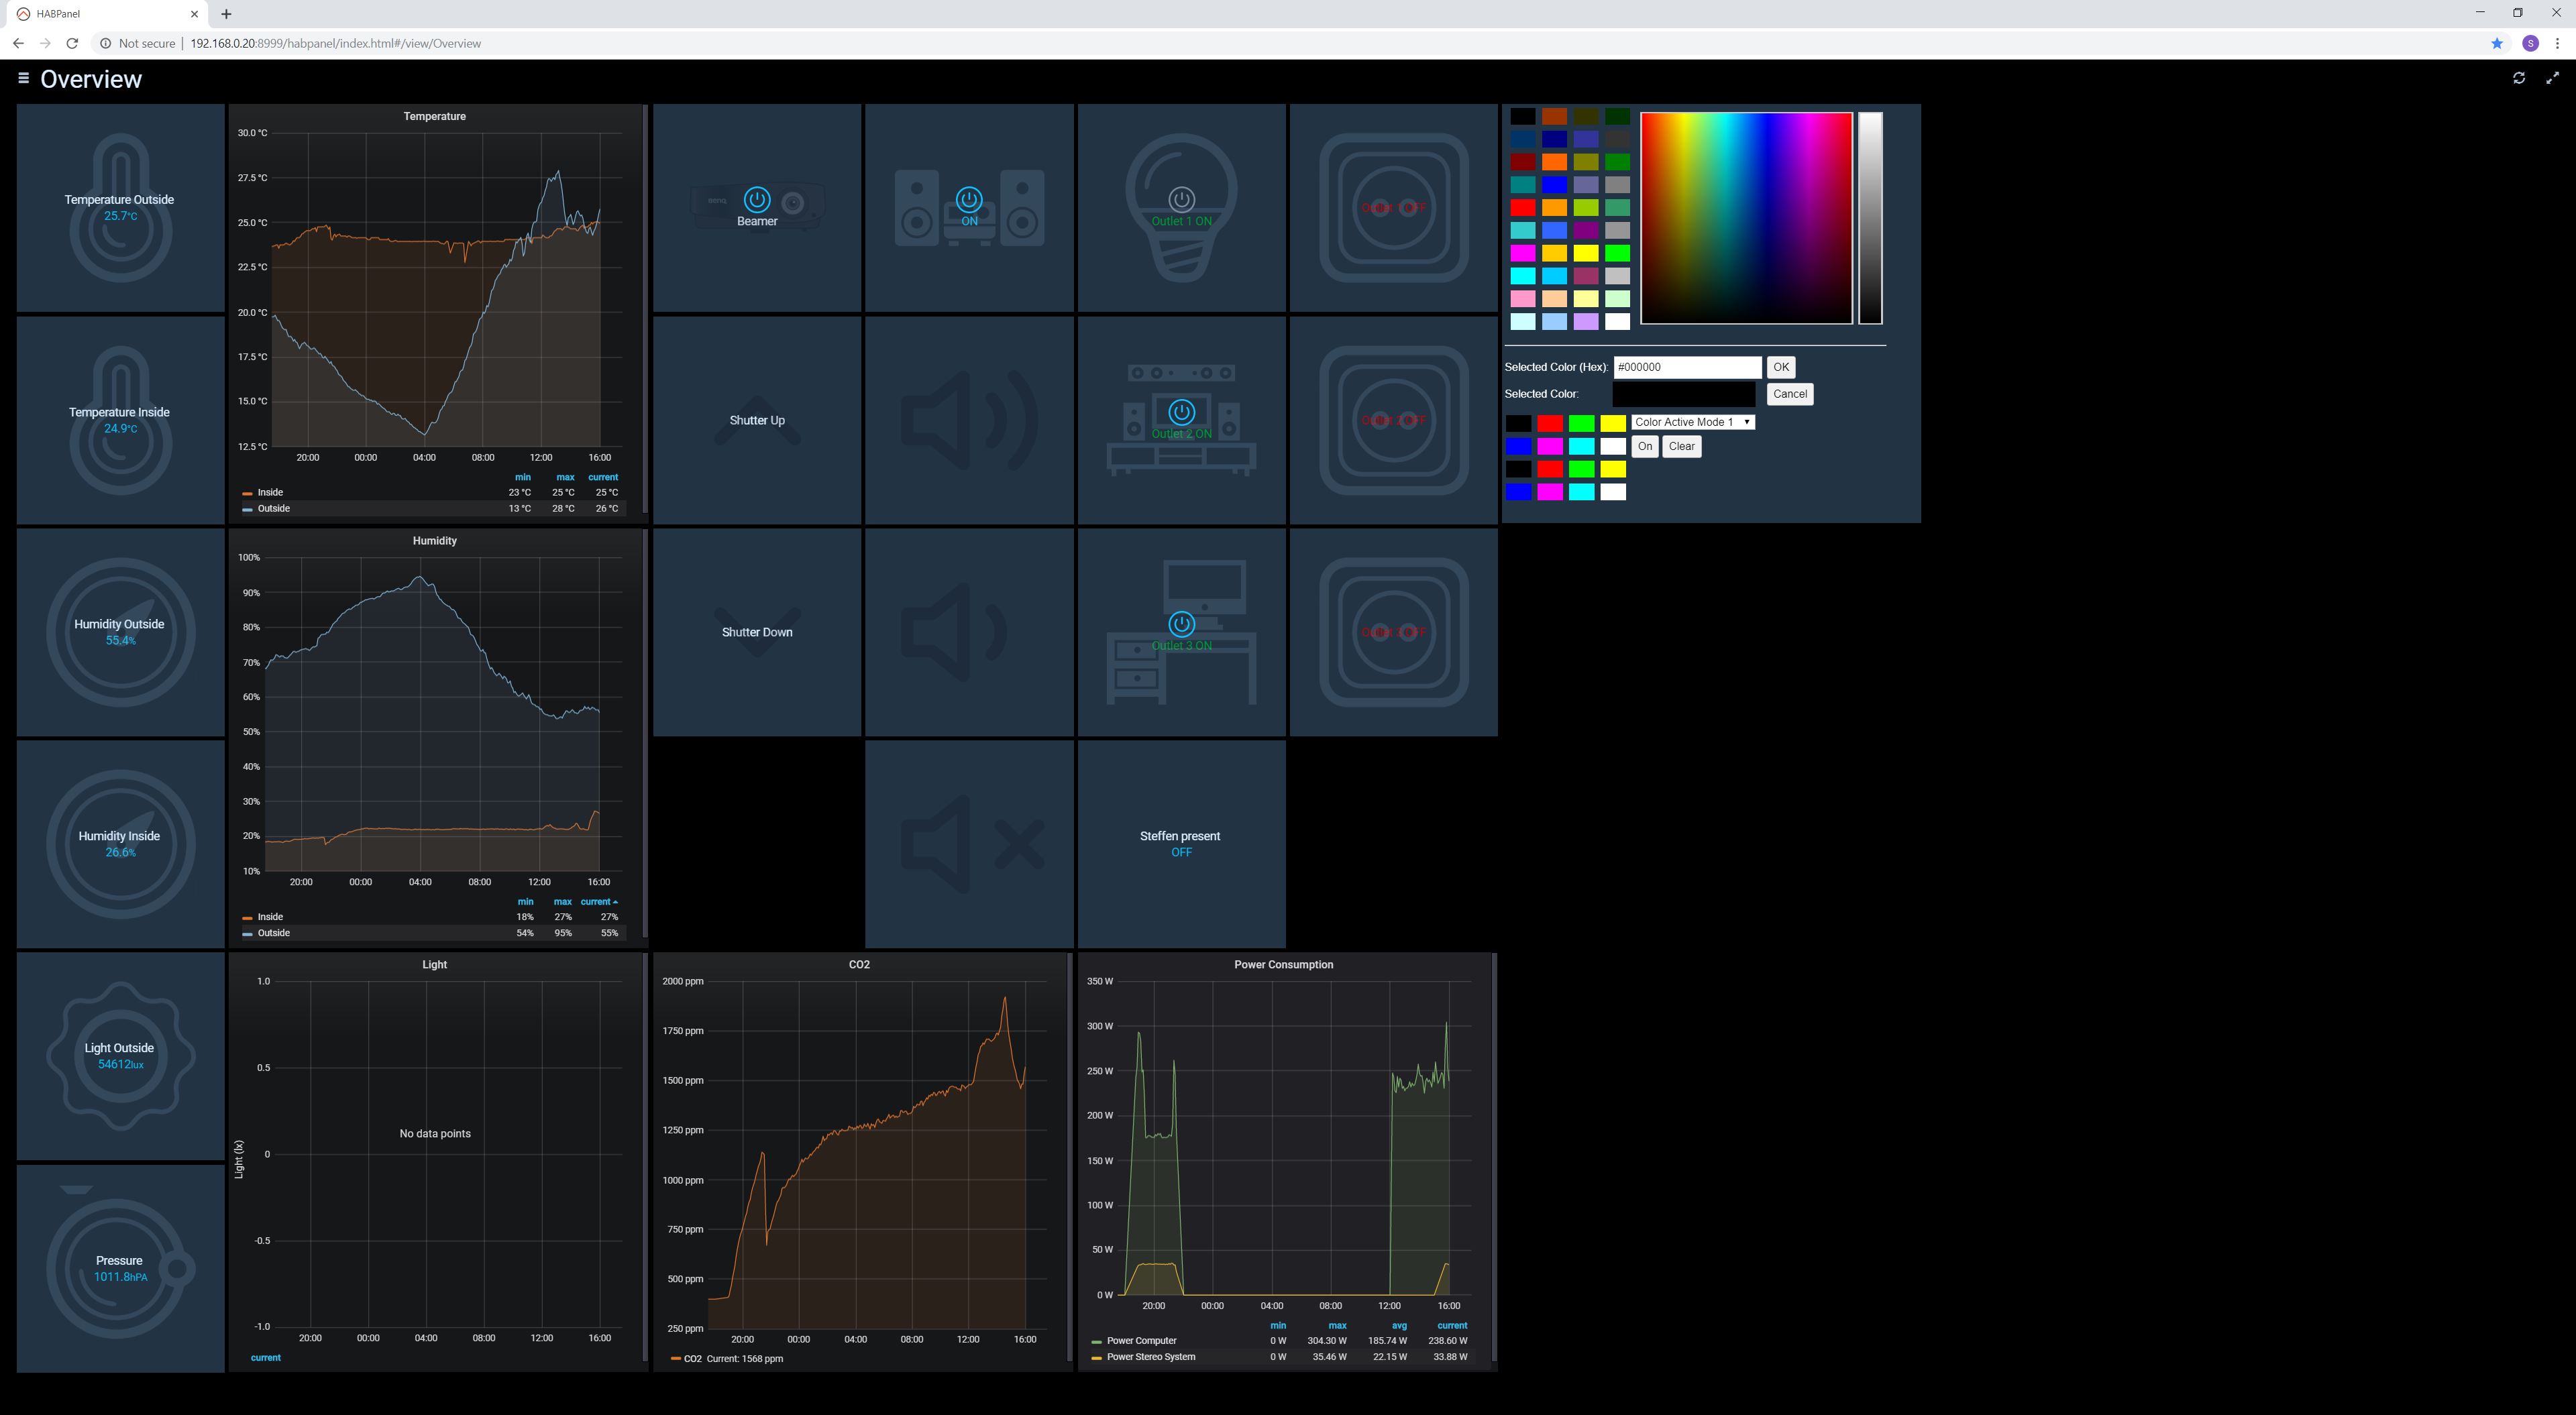 HABPanel
Not secure | 192.168.0.20:8999/habpanel/index.html#/view/Overview
S
Overview
Temperature Outside
25.7°C
Temperature Inside
24.9°C
Humidity Outside
55.4%
Humidity Inside
26.6%
Light Outside
54612lux
Pressure
1011.8hPA
Temperature
30.0 °C
27.5 °C
25.0 °C
22.5 °C
20.0 °C
17.5 °C
15.0 °C
12.5 °C
20:00 00:00 04:00 08:00 12:00 16:00
min max current
Inside 23 °C 25 °C 25 °C
Outside 13 °C 28 °C 26 °C
Humidity
100%
90%
80%
70%
60%
50%
40%
30%
20%
10%
20:00 00:00 04:00 08:00 12:00 16:00
min max current
Inside 18% 27% 27%
Outside 54% 95% 55%
Light
1.0
0.5
0
-0.5
-1.0
Light (lx)
No data points
20:00 00:00 04:00 08:00 12:00 16:00
current
BenQ
Beamer
ON
Outlet 1 ON
Outlet 1 OFF
Shutter Up
Outlet 2 ON
Outlet 2 OFF
Shutter Down
Outlet 3 ON
Outlet 3 OFF
Steffen present
OFF
CO2
2000 ppm
1750 ppm
1500 ppm
1250 ppm
1000 ppm
750 ppm
500 ppm
250 ppm
20:00 00:00 04:00 08:00 12:00 16:00
CO2 Current: 1568 ppm
Power Consumption
350 W
300 W
250 W
200 W
150 W
100 W
50 W
0 W
20:00 00:00 04:00 08:00 12:00 16:00
min max avg current
Power Computer 0 W 304.30 W 185.74 W 238.60 W
Power Stereo System 0 W 35.46 W 22.15 W 33.88 W
Selected Color (Hex): #000000 OK
Selected Color: Cancel
Color Active Mode 1
On Clear